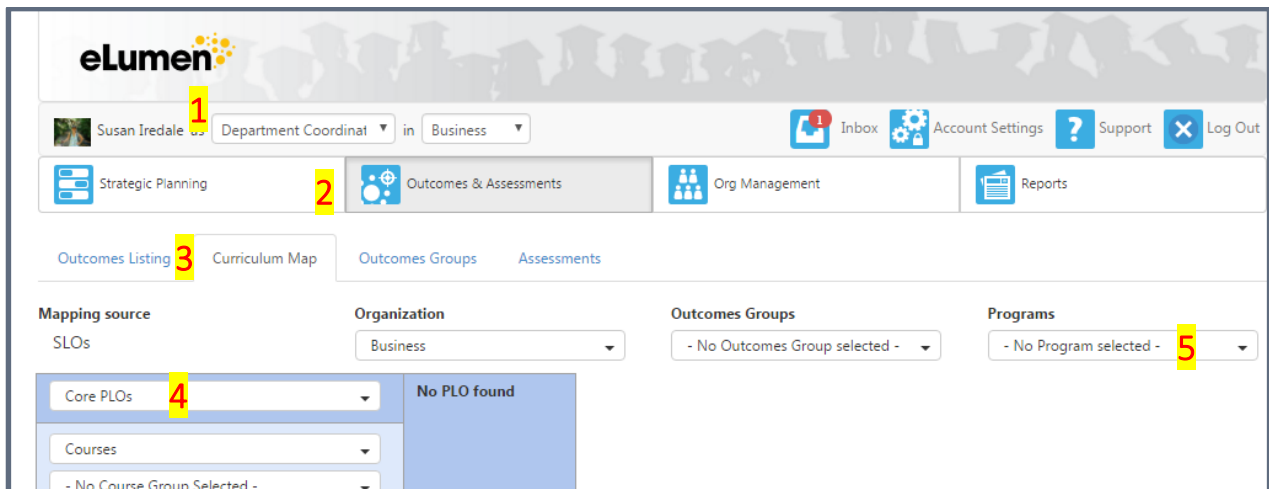 eLumen
1
Susan Iredale as Department Coordinat in Business 1 Inbox Account Settings ? Support Log Out
Strategic Planning 2 Outcomes & Assessments Org Management Reports
Outcomes Listing 3 Curriculum Map Outcomes Groups Assessments
Mapping source Organization Outcomes Groups Programs
SLOs Business - No Outcomes Group selected - - No Program selected - 5
Core PLOs 4 No PLO found
Courses
- No Course Group Selected -